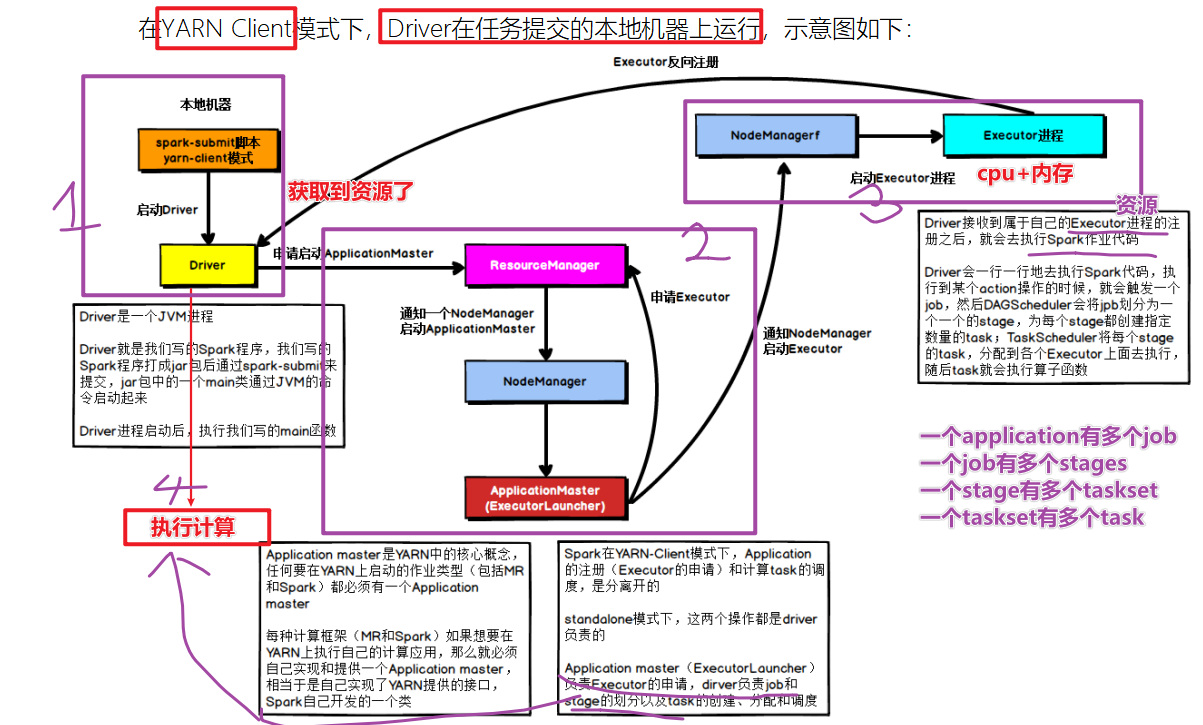 在YARN Client模式下，Driver在任务提交的本地机器上运行，示意图如下：
Executor反向注册
本地机器
spark-submit脚本
yarn-client模式
启动Driver
Driver
1
获取到资源了
申请启动ApplicationMaster
2
ResourceManager
通知一个NodeManager
启动ApplicationMaster
NodeManager
ApplicationMaster
(ExecutorLauncher)
申请Executor
通知NodeManager
启动Executor
NodeManagerf
Executor进程
启动Executor进程
cpu+内存
3
资源
Driver接收到属于自己的Executor进程的注
册之后，就会去执行Spark作业代码
Driver会一行一行地去执行Spark代码，执
行到某个action操作的时候，就会触发一个
job，然后DAGScheduler会将jpb划分为一
个一个的stage，为每个stage都创建指定
数量的task；TaskScheduler将每个stage
的task，分配到各个Executor上面去执行，
随后task就会执行算子函数
Driver是一个JVM进程
Driver就是我们写的Spark程序，我们写的
Spark程序打成jar包后通过spark-submit来
提交，jar包中的一个main类通过JVM的命
令启动起来
Driver进程启动后，执行我们写的main函数
4
执行计算
一个application有多个job
一个job有多个stages
一个stage有多个taskset
一个taskset有多个task
Application master是YARN中的核心概念，
任何要在YARN上启动的作业类型（包括MR
和Spark）都必须有一个Application
master
每种计算框架（MR和Spark）如果想要在
YARN上执行自己的计算应用，那么就必须
自己实现和提供一个Application master，
相当于是自己实现了YARN提供的接口，
Spark自己开发的一个类
Spark在YARN-Client模式下，Application
的注册（Executor的申请）和计算task的调
度，是分离开的
standalone模式下，这两个操作都是driver
负责的
Application master（ExecutorLauncher）
负责Executor的申请，dirver负责job和
stage的划分以及task的创建、分配和调度